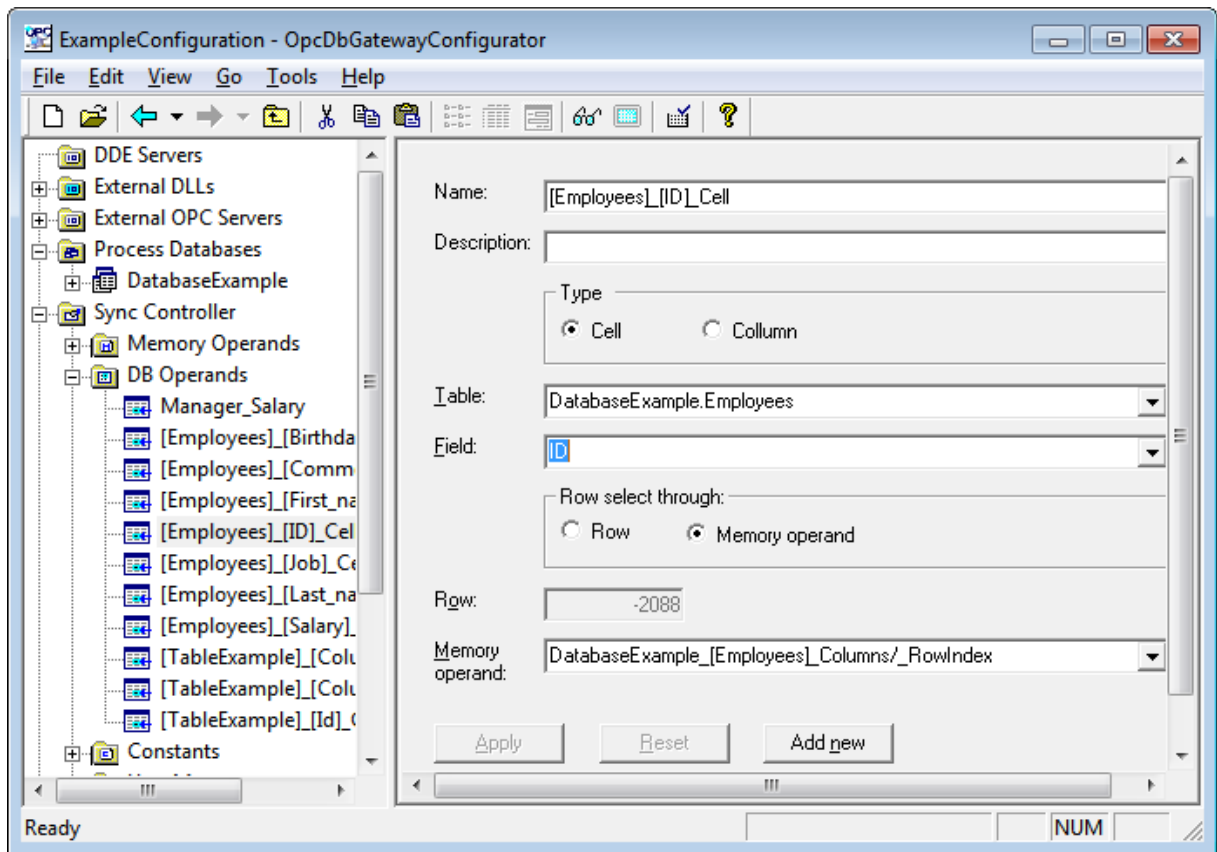 ExampleConfiguration - OpcDbGatewayConfigurator
File Edit View Go Tools Help
DDE Servers
External DLLs
External OPC Servers
Process Databases
DatabaseExample
Sync Controller
Memory Operands
DB Operands
Manager_Salary
[Employees]_[Birthda
[Employees]_[Comm
[Employees]_[First_na
[Employees]_[ID]_Cel
[Employees]_[Job]_Ce
[Employees]_[Last_na
[Employees]_[Salary]_
[TableExample]_[Colu
[TableExample]_[Colu
[TableExample]_[Id]_C
Constants
Name: [Employees]_[ID]_Cell
Description:
Type
Cell Collumn
Table: DatabaseExample.Employees
Field: ID
Row select through:
Row Memory operand
Row: -2088
Memory operand: DatabaseExample_[Employees]_Columns/_RowIndex
Apply Reset Add new
Ready NUM